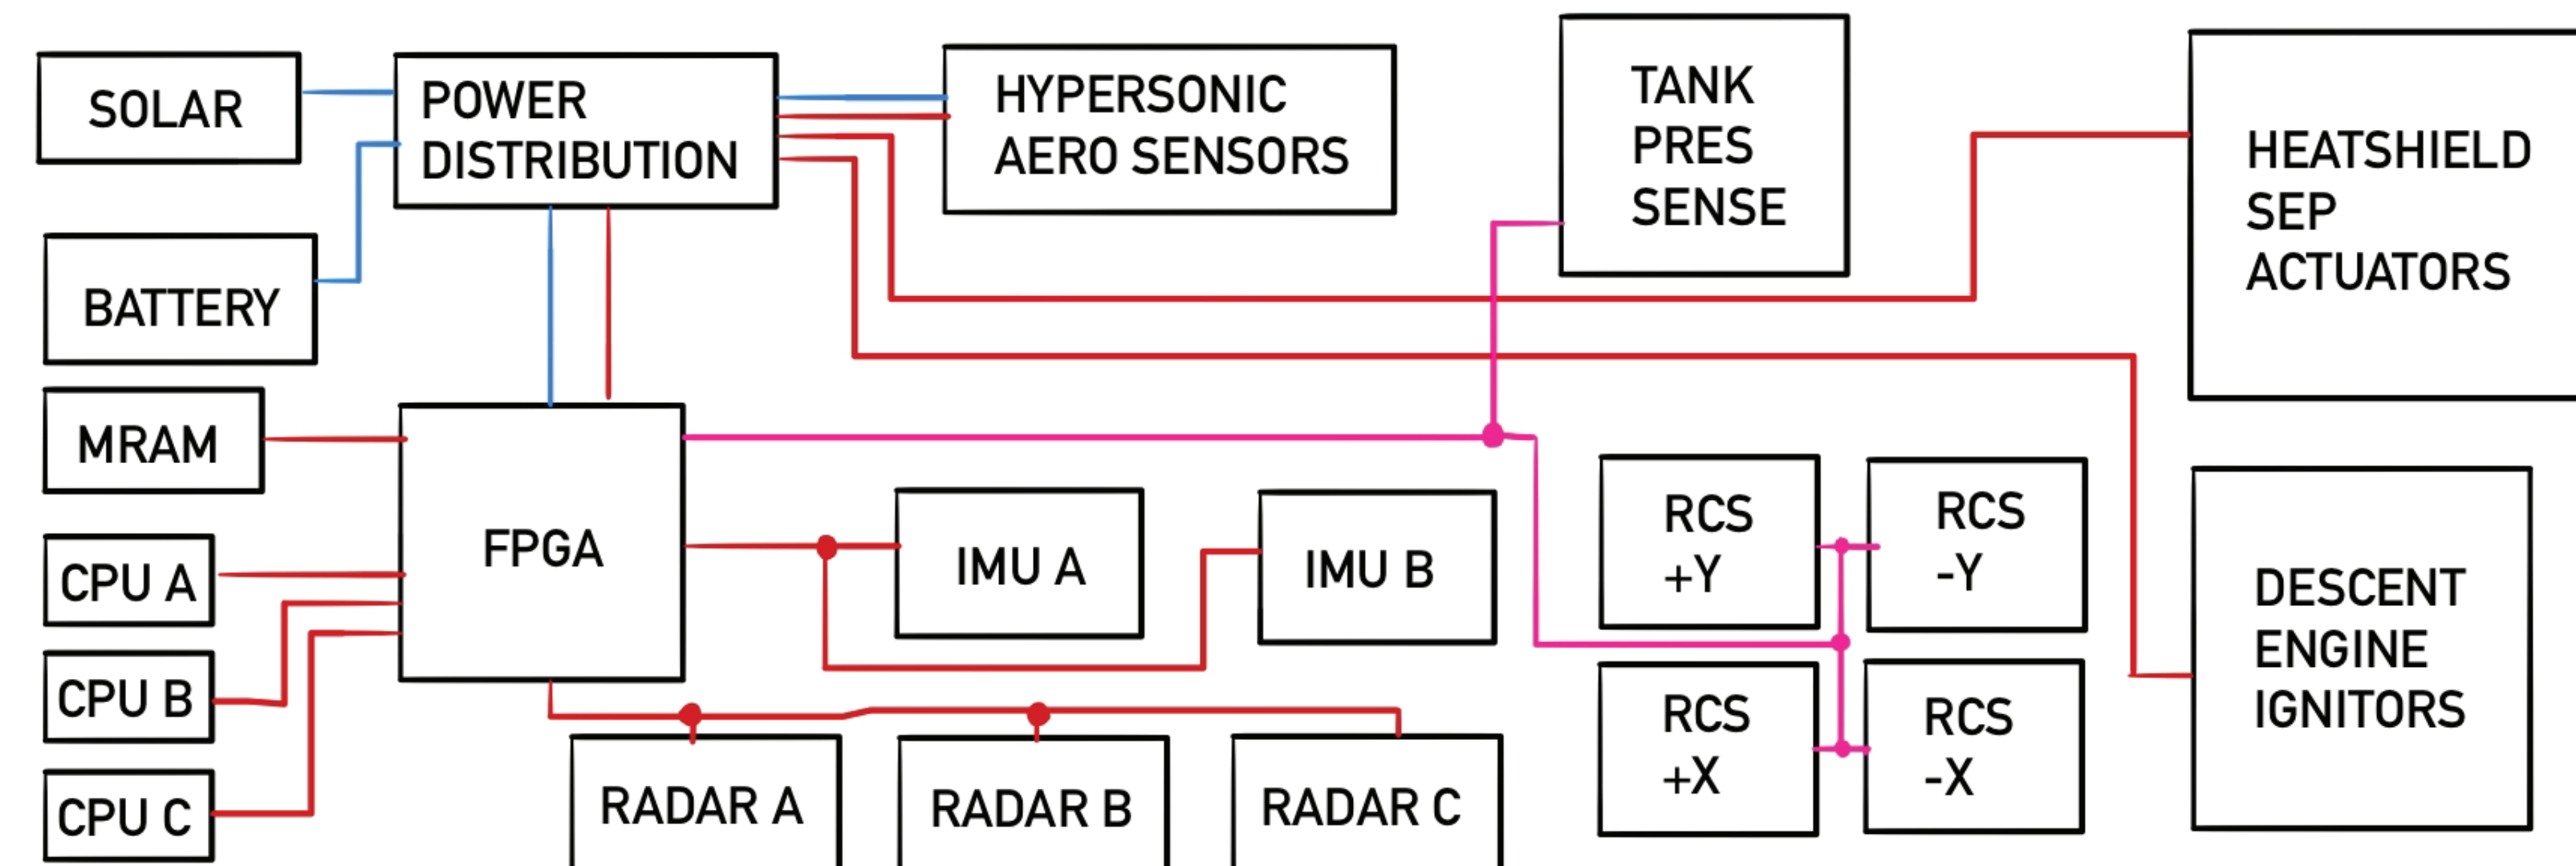 SOLAR
POWER
DISTRIBUTION
HYPERSONIC
AERO SENSORS
TANK
PRES
SENSE
HEATSHIELD
SEP
ACTUATORS
BATTERY
MRAM
CPU A
CPU B
CPU C
FPGA
IMU A
IMU B
RCS
+Y
RCS
-Y
RCS
+X
RCS
-X
DESCENT
ENGINE
IGNITORS
RADAR A
RADAR B
RADAR C